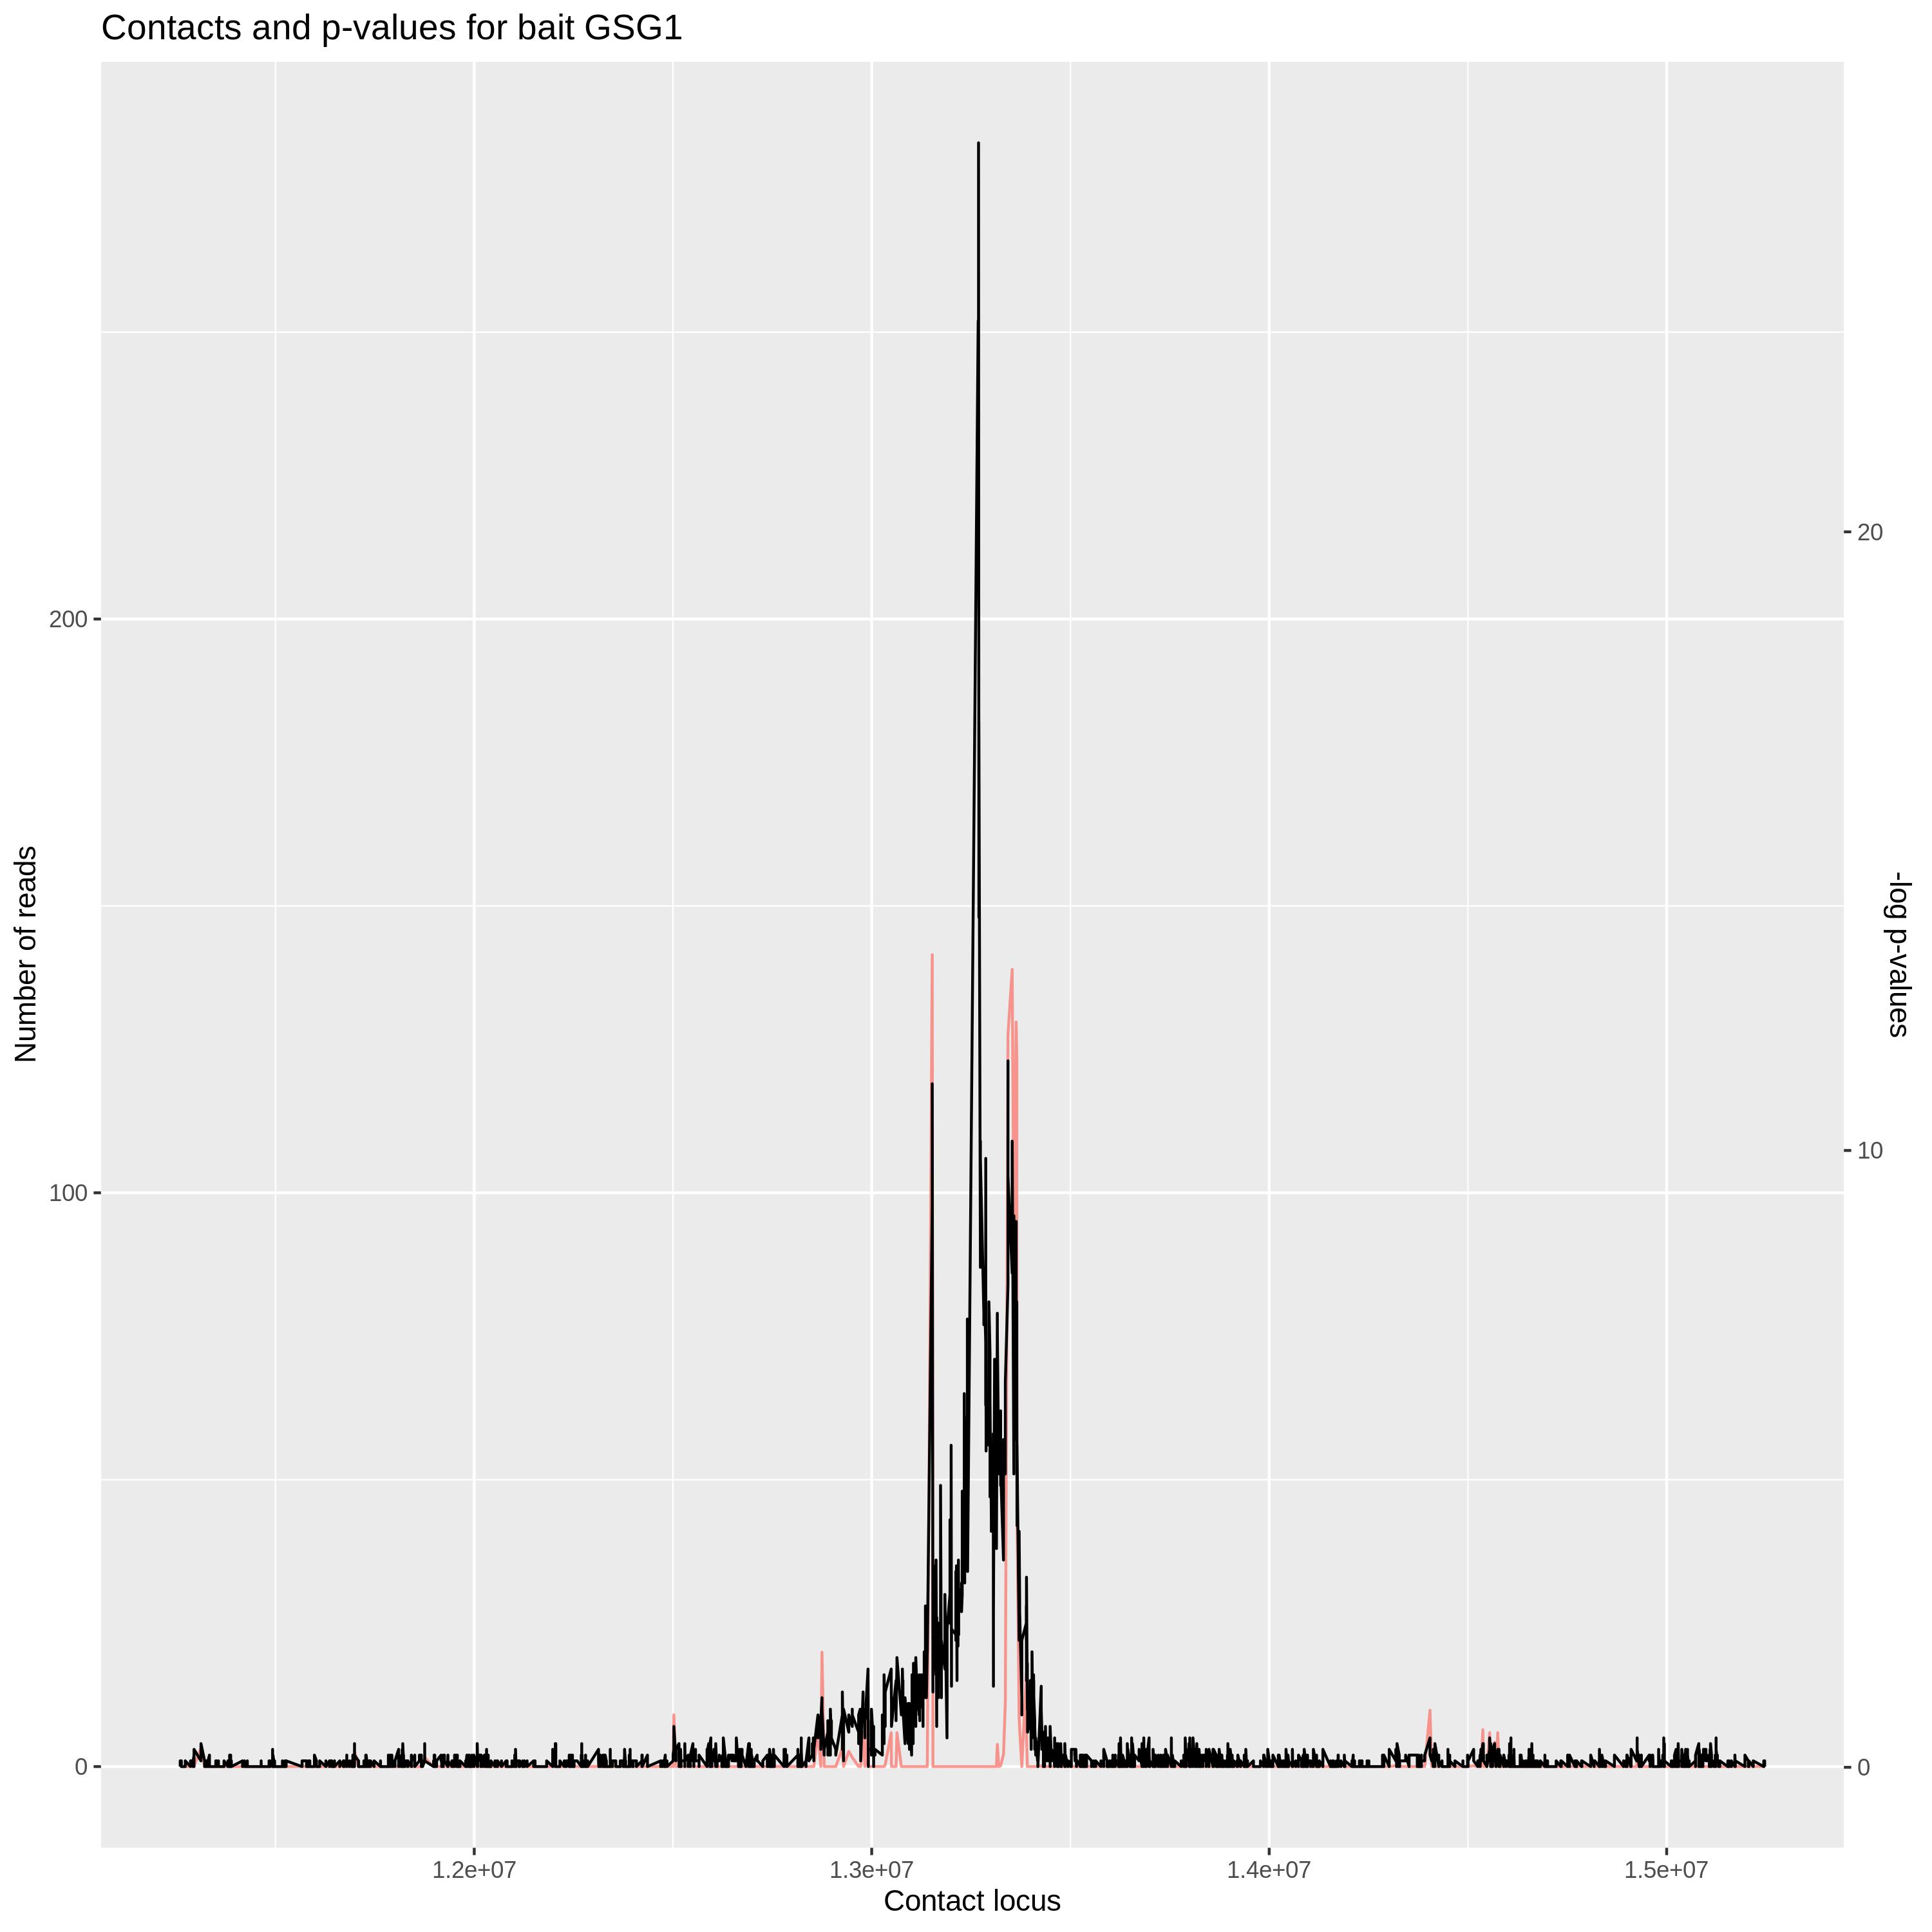 Contacts and p-values for bait GSG1
Number of reads
200
100
0
20
10
0
-log p-values
1.2e+07
1.3e+07
1.4e+07
1.5e+07
Contact locus